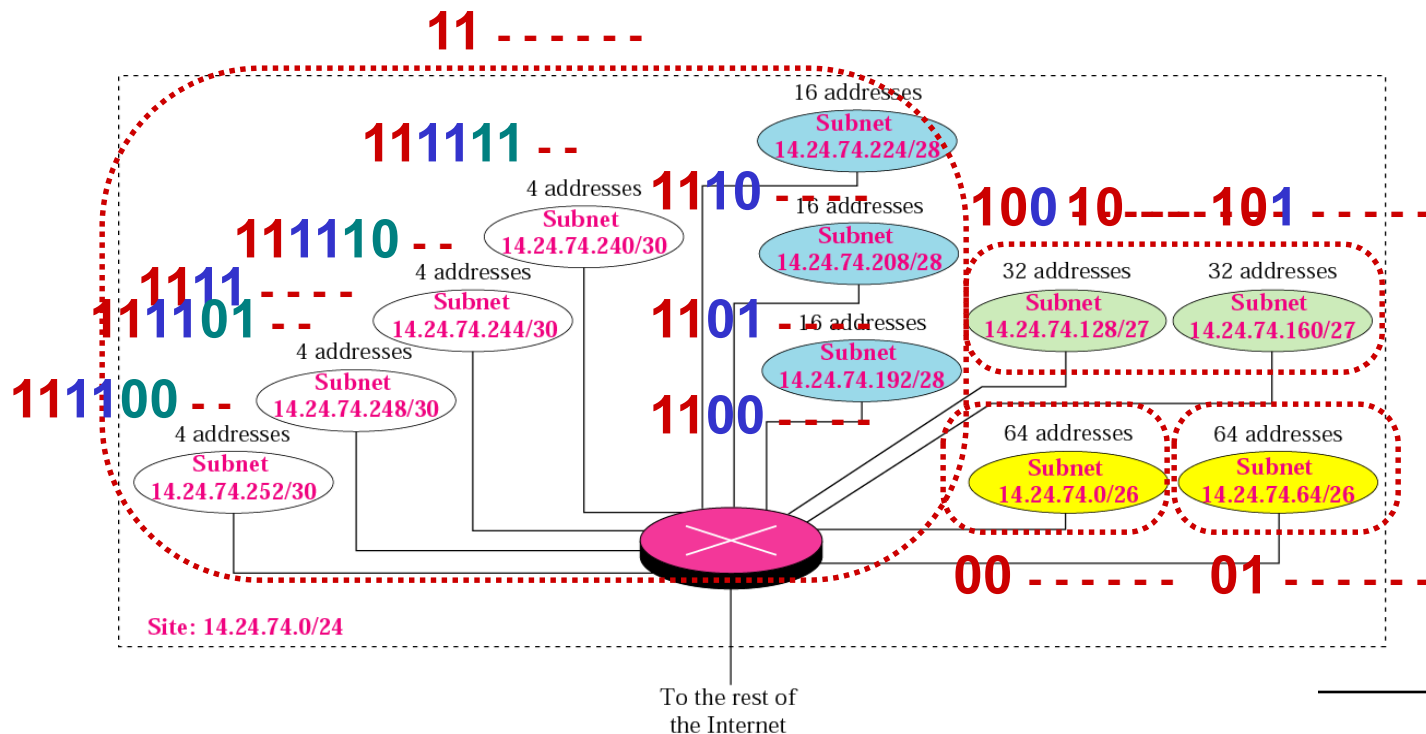 11 - - - - - -
16 addresses
Subnet
14.24.74.224/28
111111 - -
4 addresses
Subnet
14.24.74.240/30
1110 - - - -
16 addresses
Subnet
14.24.74.208/28
100 - - - - -
10 - - - - - -
101 - - - - -
111110 - -
4 addresses
Subnet
14.24.74.244/30
1111 - - - -
111101 - -
4 addresses
Subnet
14.24.74.248/30
1101 - - - -
16 addresses
Subnet
14.24.74.192/28
32 addresses
Subnet
14.24.74.128/27
32 addresses
Subnet
14.24.74.160/27
111100 - -
4 addresses
Subnet
14.24.74.252/30
1100 - - - -
64 addresses
Subnet
14.24.74.0/26
64 addresses
Subnet
14.24.74.64/26
00 - - - - - -
01 - - - - - -
Site: 14.24.74.0/24
To the rest of
the Internet